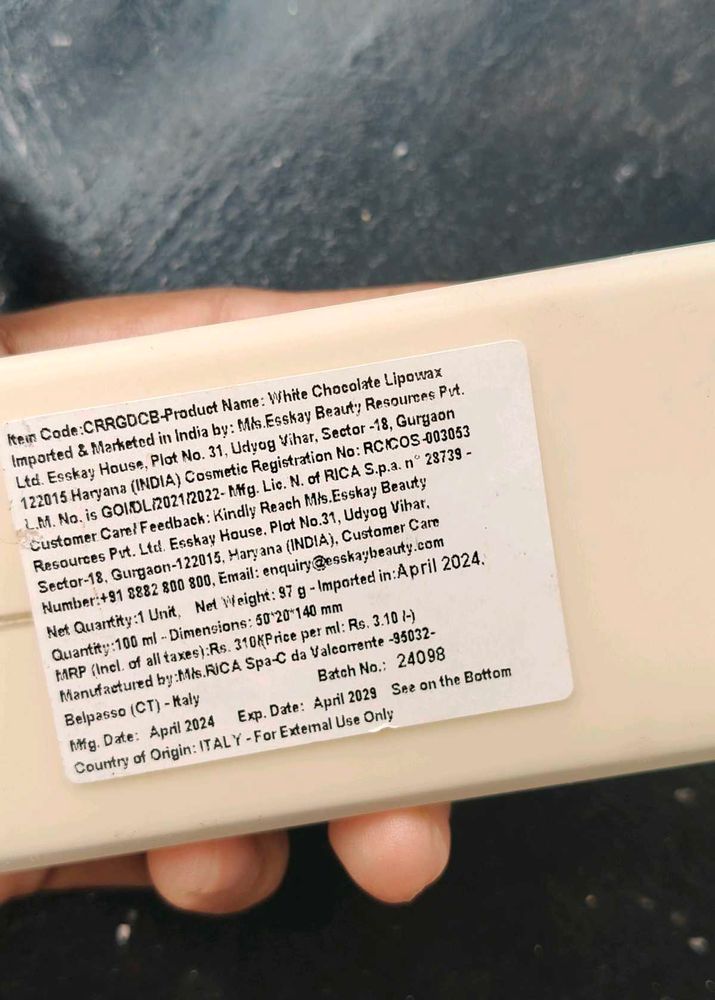 Item Code:CRRGDCB-Product Name: White Chocolate Lipowax
Imported & Marketed in India by: M/s.Esskay Beauty Resources Pvt.
Ltd. Esskay House, Plot No. 31, Udyog Vihar, Sector -18, Gurgaon
122015 Haryana (INDIA) Cosmetic Registration No: RC/COS-003053
L.M. No. is GOI/DL/2021/2022- Mfg. Lic. N. of RICA S.p.a. n° 28739 -
Customer Care/ Feedback: Kindly Reach M/s.Esskay Beauty
Resources Pvt. Ltd. Esskay House, Plot No.31, Udyog Vihar,
Sector-18, Gurgaon-122015, Haryana (INDIA), Customer Care
Number:+91 8882 800 800, Email: enquiry@esskaybeauty.com
Net Quantity:1 Unit, Net Weight: 97 g - Imported in:April 2024.
Quantity:100 ml - Dimensions: 50*20*140 mm
MRP (Incl. of all taxes):Rs. 310/(Price per ml: Rs. 3.10 /-)
Manufactured by:M/s.RICA Spa-C da Valcorrente -95032-
Belpasso (CT) - Italy Batch No.: 24098
Mfg. Date: April 2024 Exp. Date: April 2029 See on the Bottom
Country of Origin: ITALY - For External Use Only